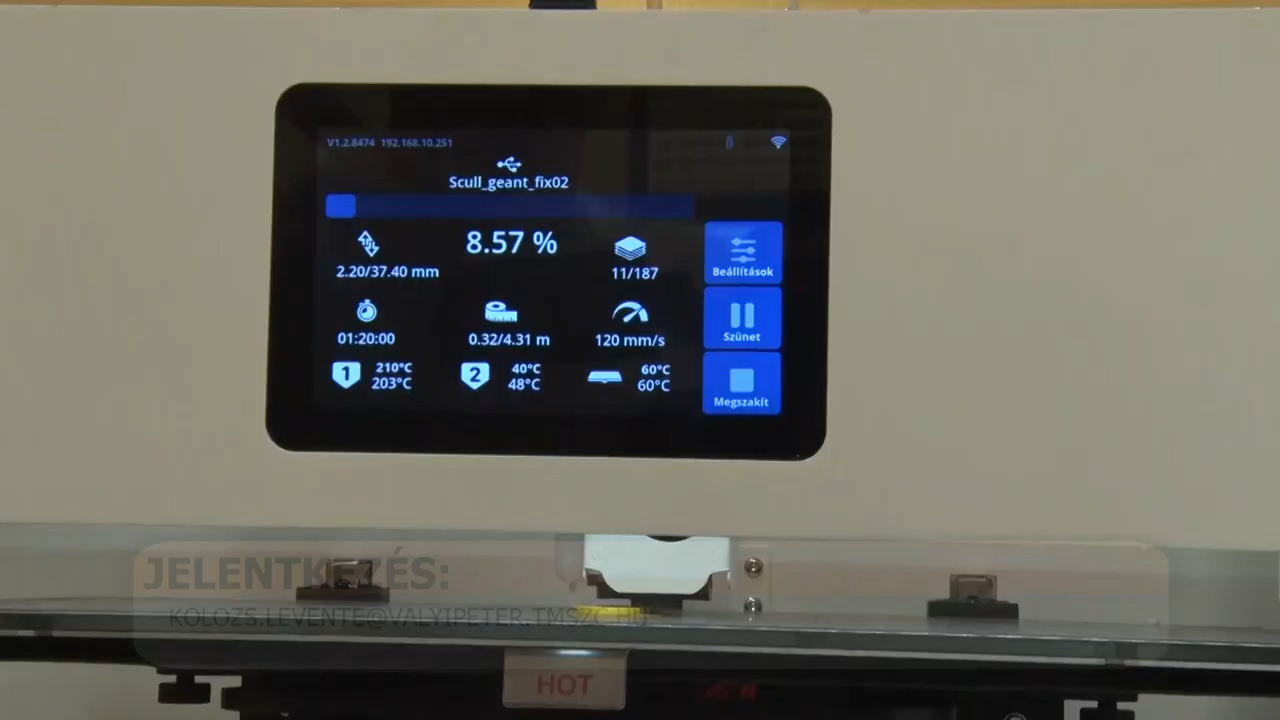 V1.2.8474 192.168.10.251
Scull_geant_fix02
8.57 %
2.20/37.40 mm
11/187
Beállítások
01:20:00
0.32/4.31 m
120 mm/s
Szünet
1 210°C
203°C
2 40°C
48°C
60°C
60°C
Megszakít
JELENTKEZÉS:
KOLOZS.LEVENTE@VALYIPETER.TMSZC.HU
HOT